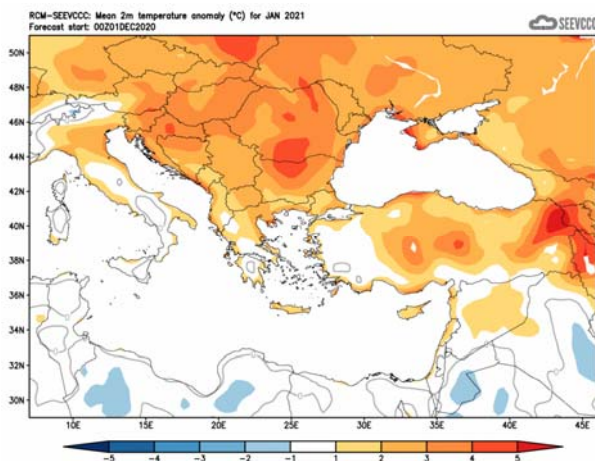 RCM-SEEVCCC: Mean 2m temperature anomaly (°C) for JAN 2021
Forecast start: 00Z01DEC2020
SEEVCCC
50N
48N
46N
44N
42N
40N
38N
36N
34N
32N
30N
10E 15E 20E 25E 30E 35E 40E 45E
-5 -4 -3 -2 -1 1 2 3 4 5